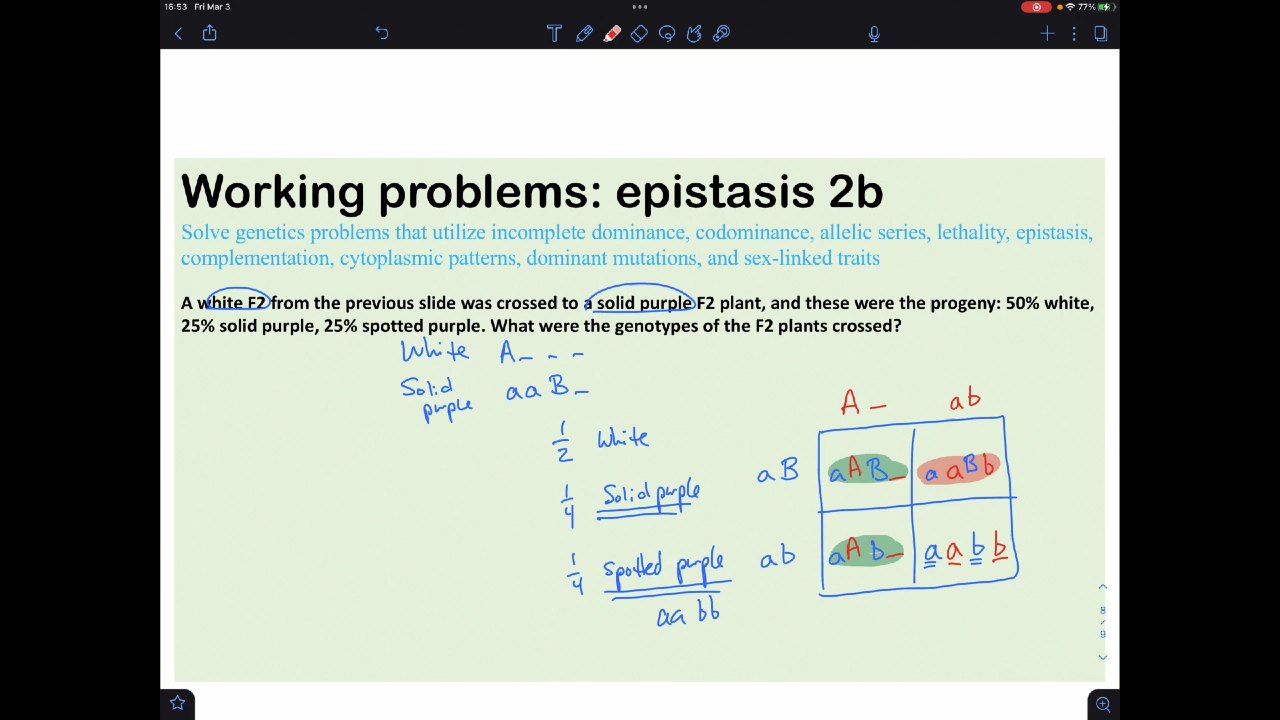 16:53 Fri Mar 3
77%
Working problems: epistasis 2b
Solve genetics problems that utilize incomplete dominance, codominance, allelic series, lethality, epistasis,
complementation, cytoplasmic patterns, dominant mutations, and sex-linked traits
A white F2 from the previous slide was crossed to a solid purple F2 plant, and these were the progeny: 50% white,
25% solid purple, 25% spotted purple. What were the genotypes of the F2 plants crossed?
White A_ _ _
Solid purple aaB_
1/2 White
1/4 Solid purple
1/4 spotted purple
aa bb
A _ ab
aB aAB_ aaBb
ab aAb_ aabb
8
/
9